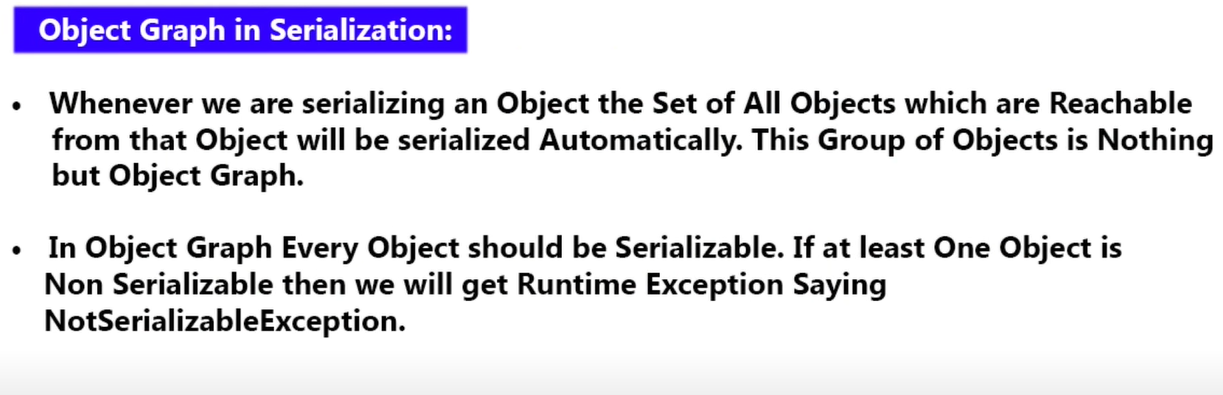 Object Graph in Serialization:
• Whenever we are serializing an Object the Set of All Objects which are Reachable
from that Object will be serialized Automatically. This Group of Objects is Nothing
but Object Graph.
• In Object Graph Every Object should be Serializable. If at least One Object is
Non Serializable then we will get Runtime Exception Saying
NotSerializableException.